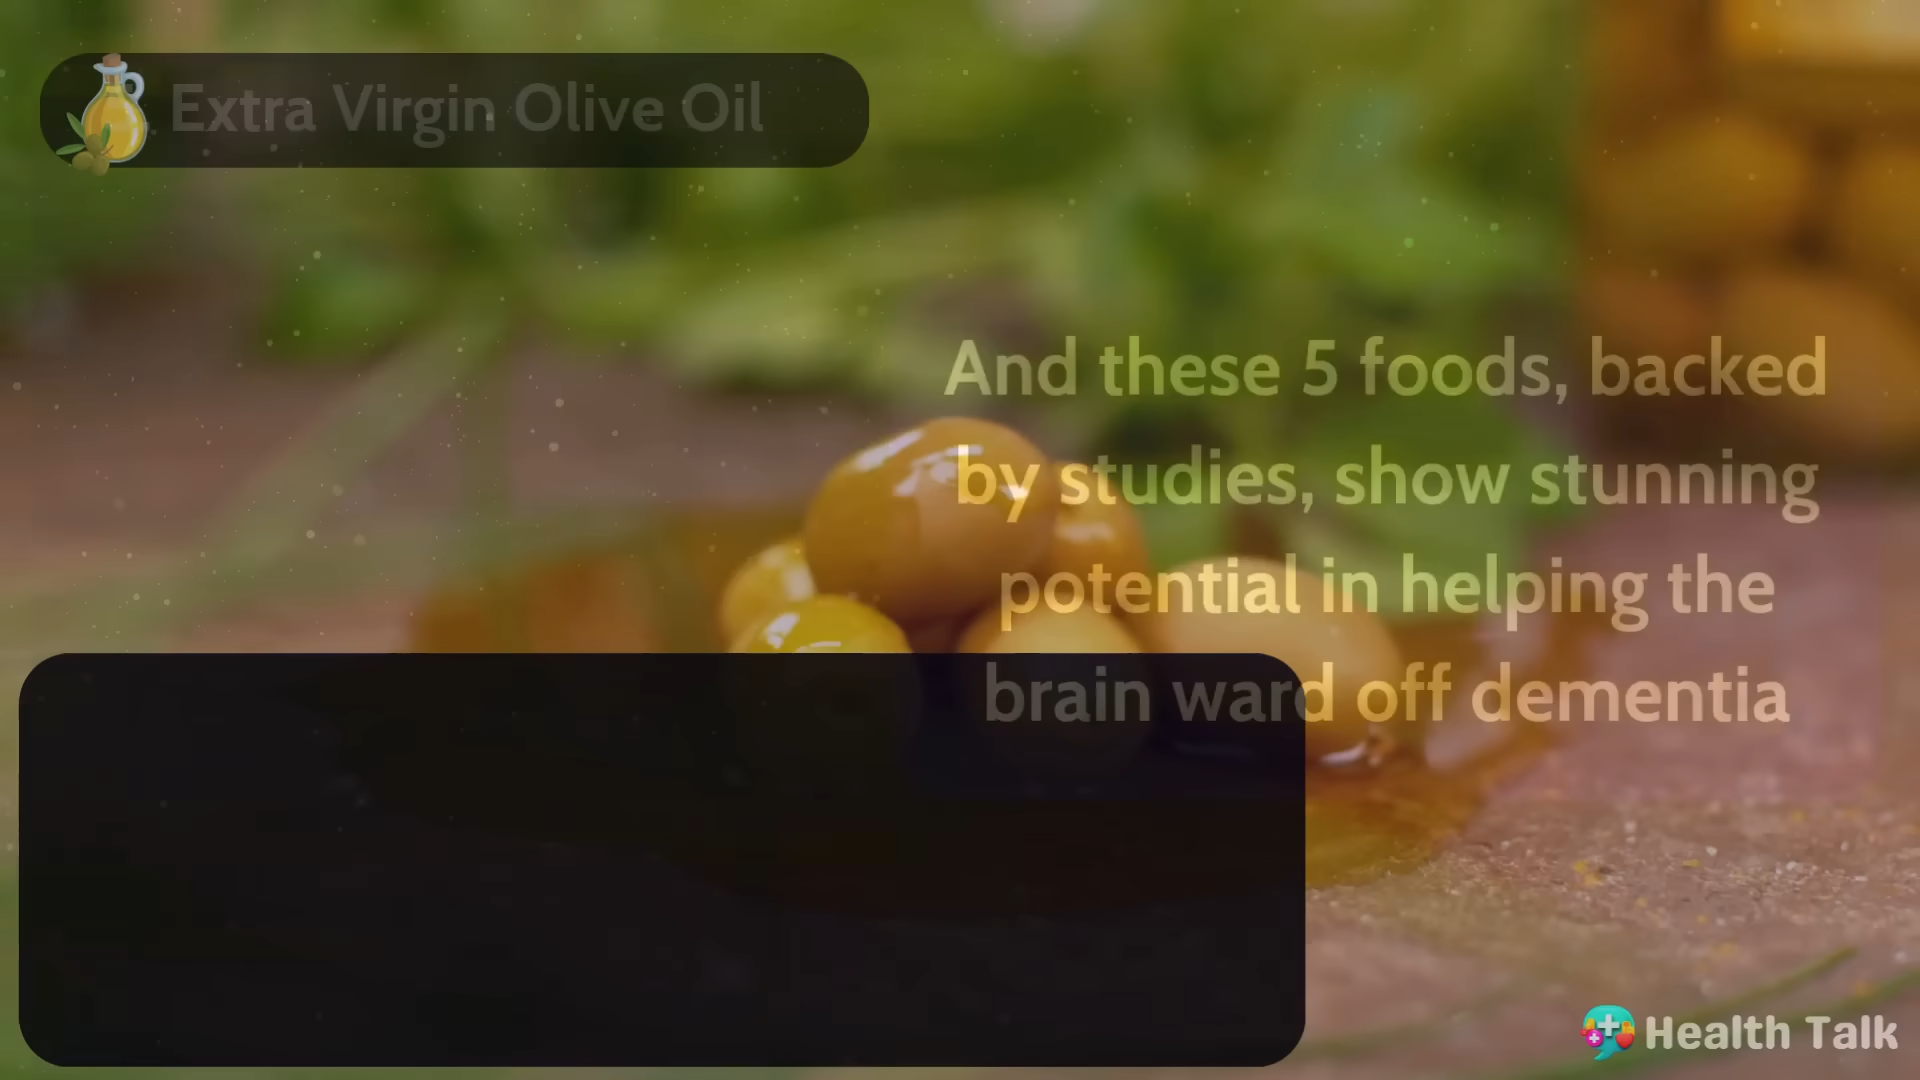 Extra Virgin Olive Oil
And these 5 foods, backed
by studies, show stunning
potential in helping the
brain ward off dementia
Health Talk